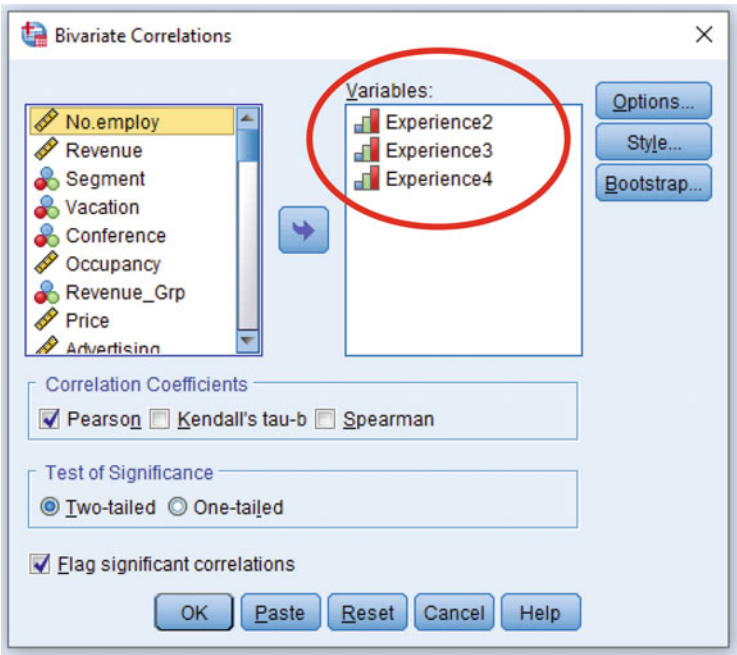 Bivariate Correlations
No.employ
Revenue
Segment
Vacation
Conference
Occupancy
Revenue_Grp
Price
Advertising
Variables:
Experience2
Experience3
Experience4
Options...
Style...
Bootstrap...
Correlation Coefficients
Pearson Kendall's tau-b Spearman
Test of Significance
Two-tailed One-tailed
Flag significant correlations
OK Paste Reset Cancel Help